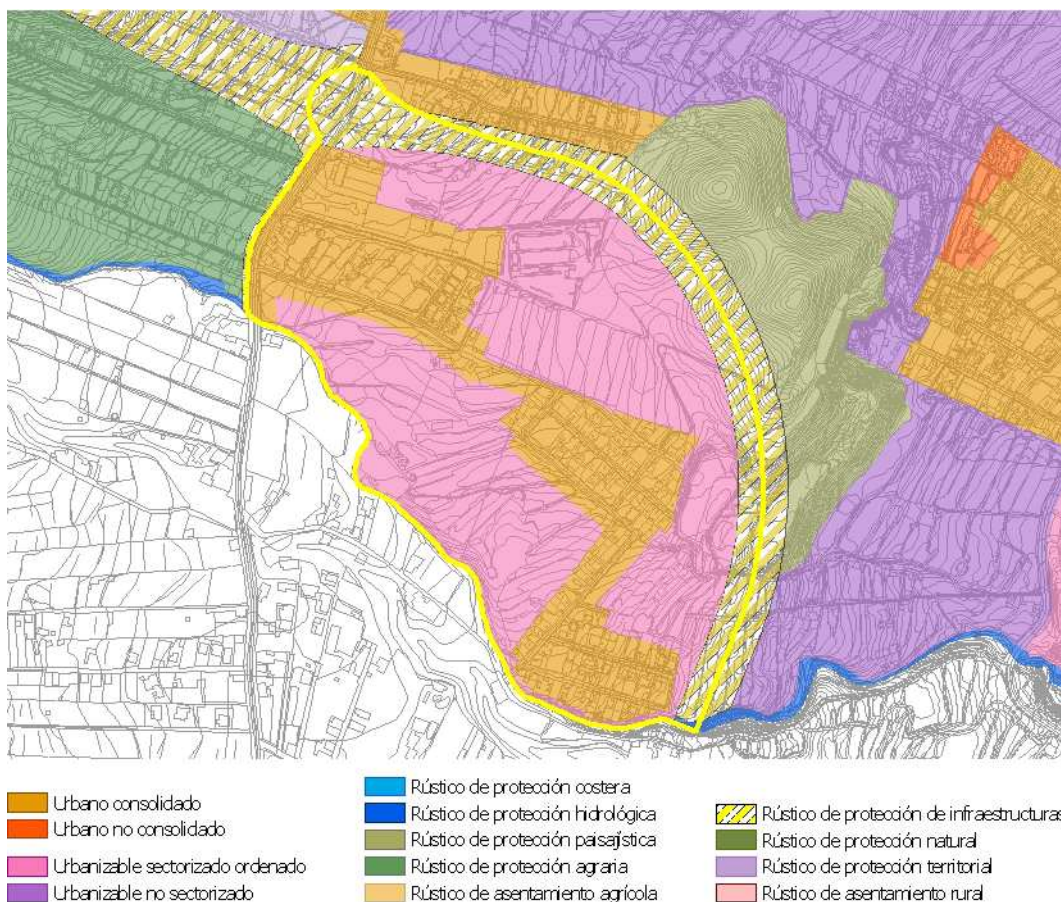 Urbano consolidado
Urbano no consolidado
Urbanizable sectorizado ordenado
Urbanizable no sectorizado
Rústico de protección costera
Rústico de protección hidrológica
Rústico de protección paisajística
Rústico de protección agraria
Rústico de asentamiento agrícola
Rústico de protección de infraestructuras
Rústico de protección natural
Rústico de protección territorial
Rústico de asentamiento rural